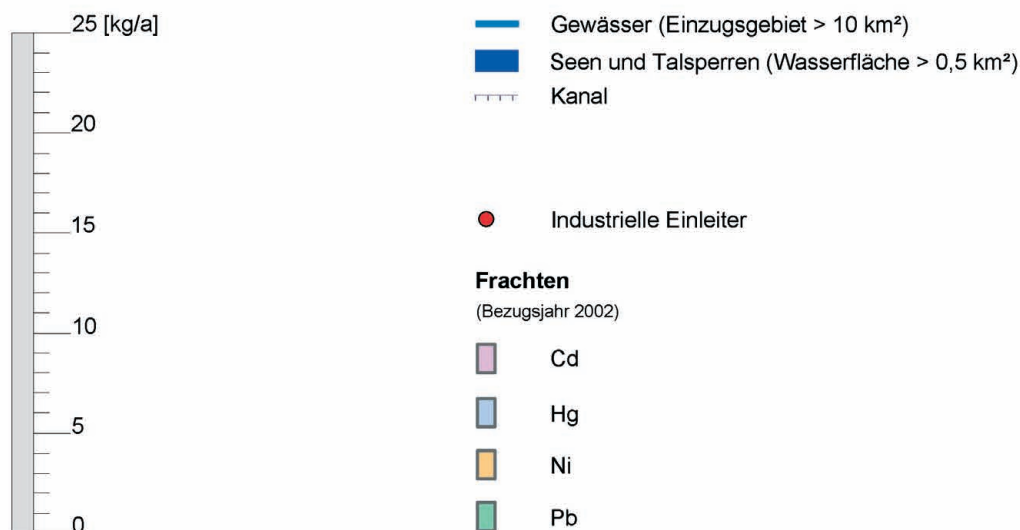 25 [kg/a]
20
15
10
5
0
Gewässer (Einzugsgebiet > 10 km²)
Seen und Talsperren (Wasserfläche > 0,5 km²)
Kanal
Industrielle Einleiter
Frachten
(Bezugsjahr 2002)
Cd
Hg
Ni
Pb